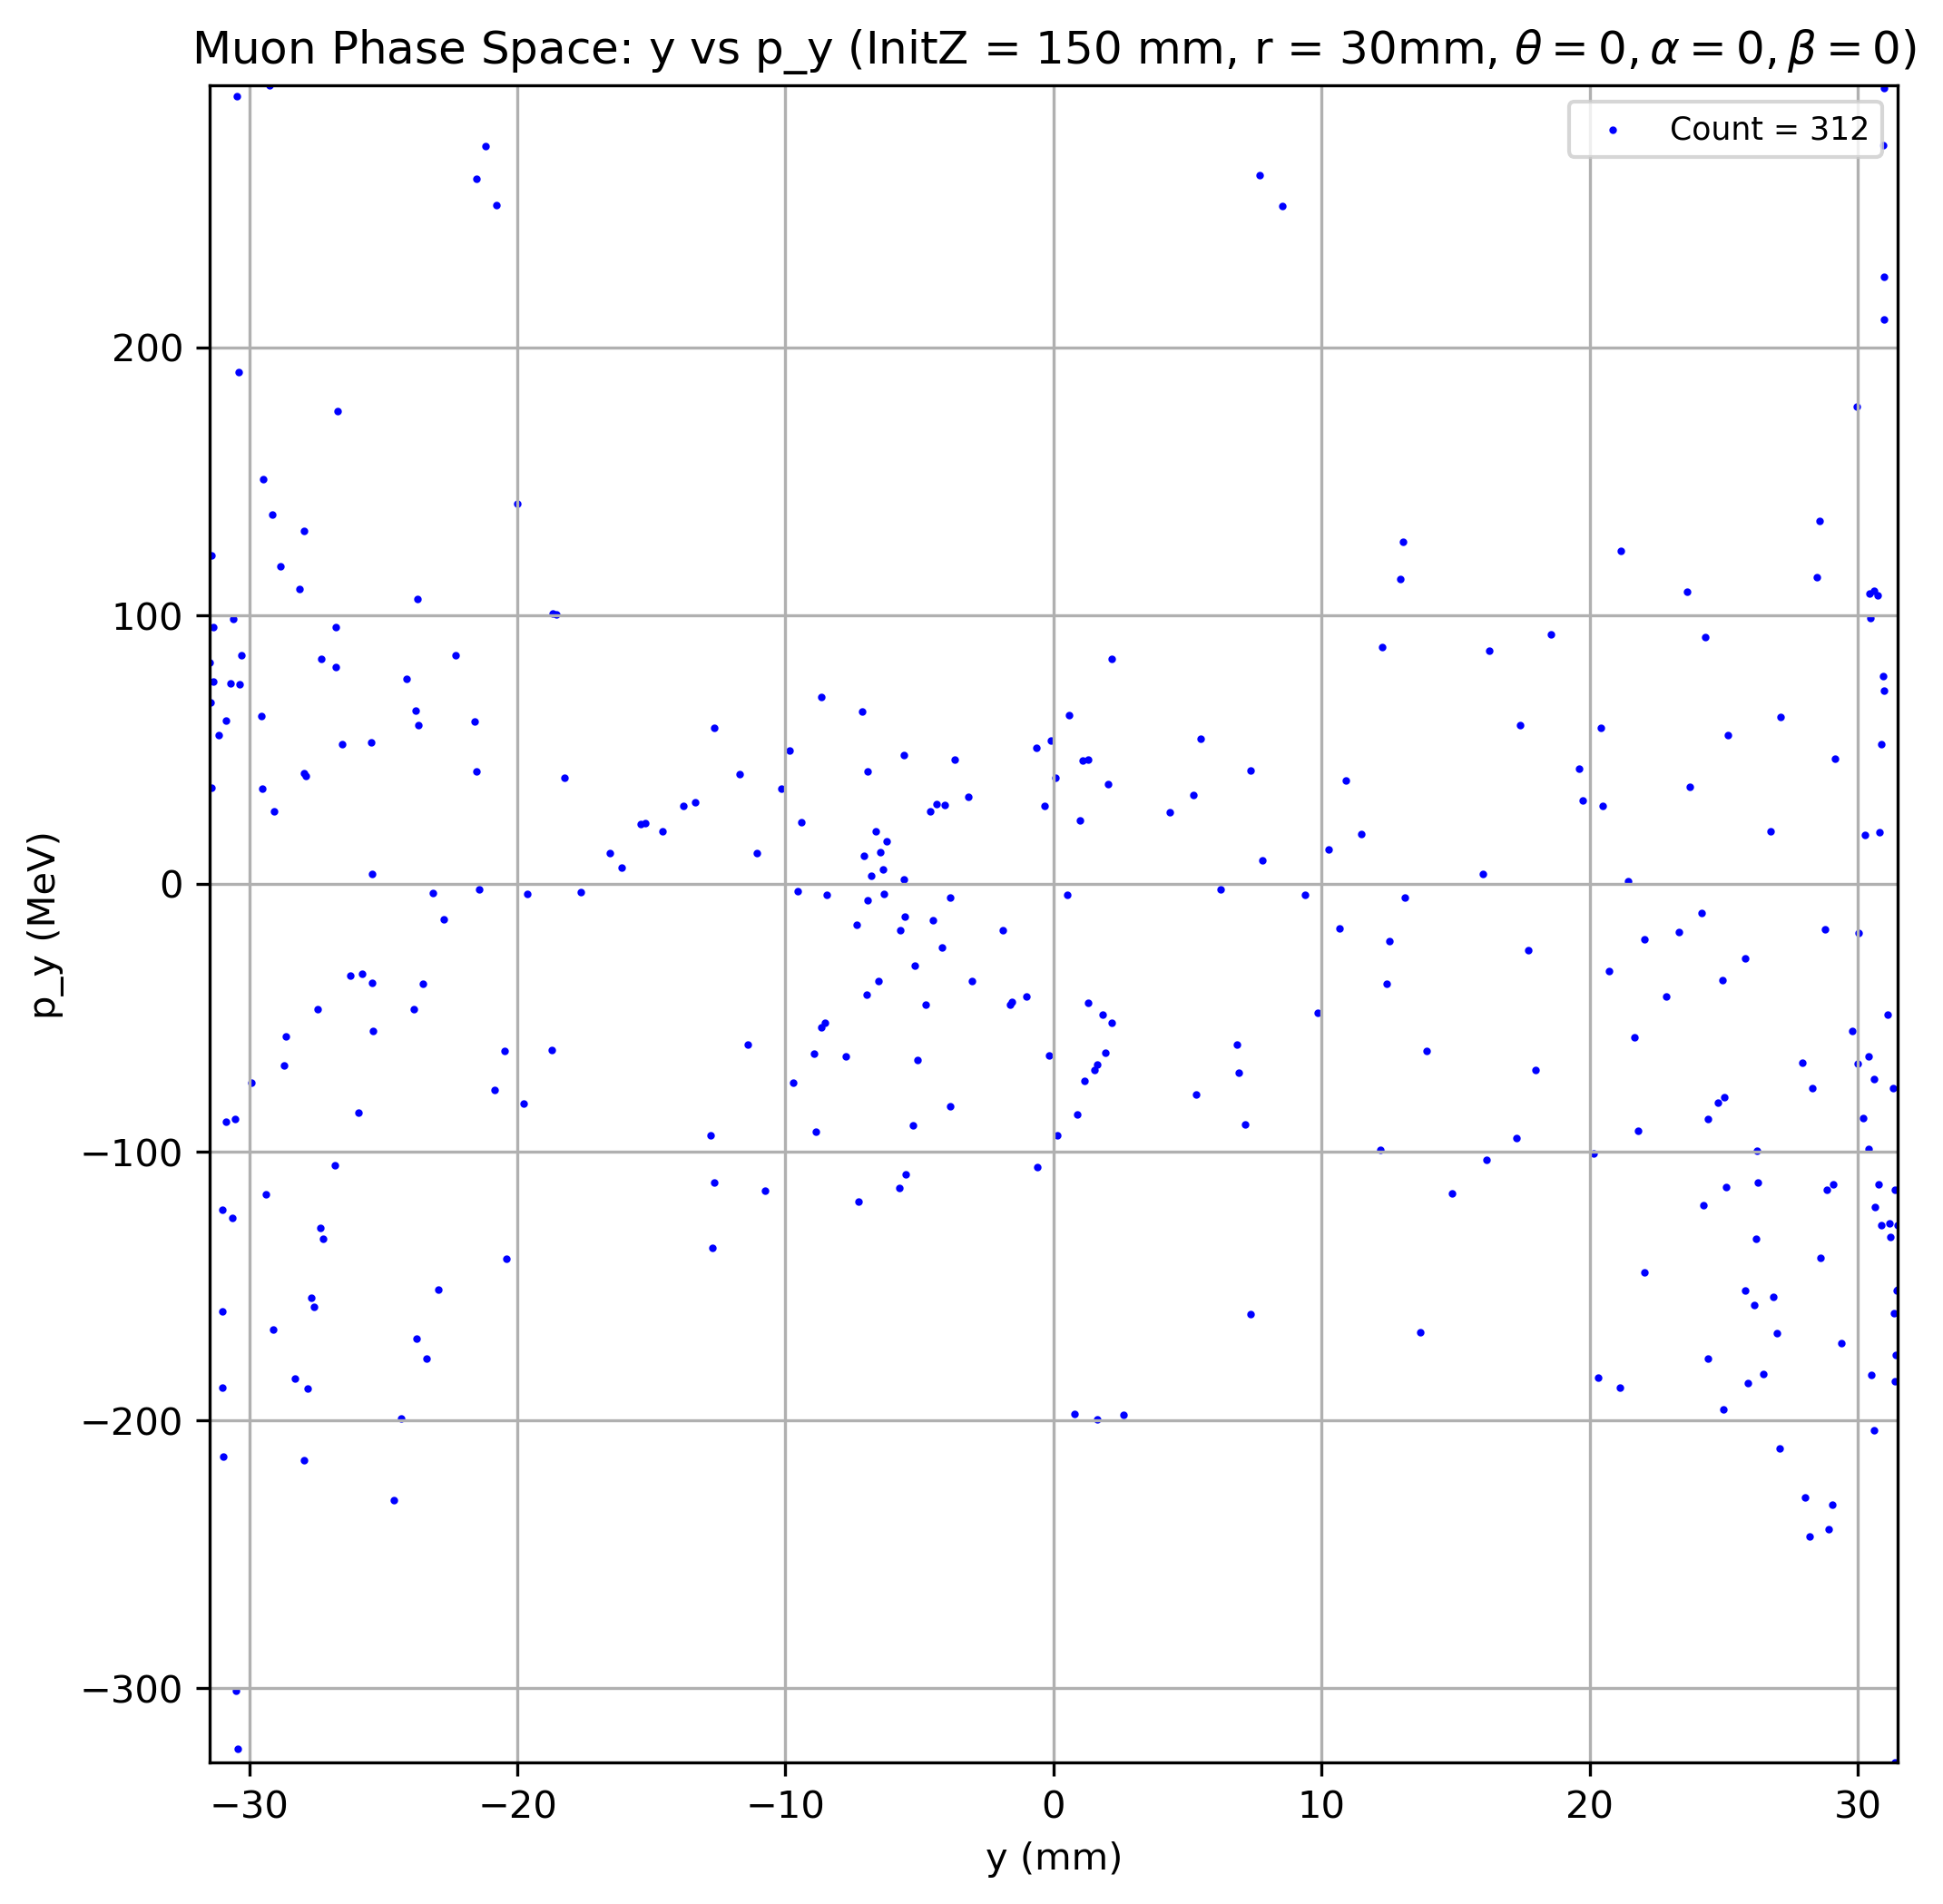 Muon Phase Space: y vs p_y (InitZ = 150 mm, r = 30mm, θ = 0, α = 0, β = 0)
Count = 312
200
100
0
−100
−200
−300
p_y (MeV)
−30 −20 −10 0 10 20 30
y (mm)